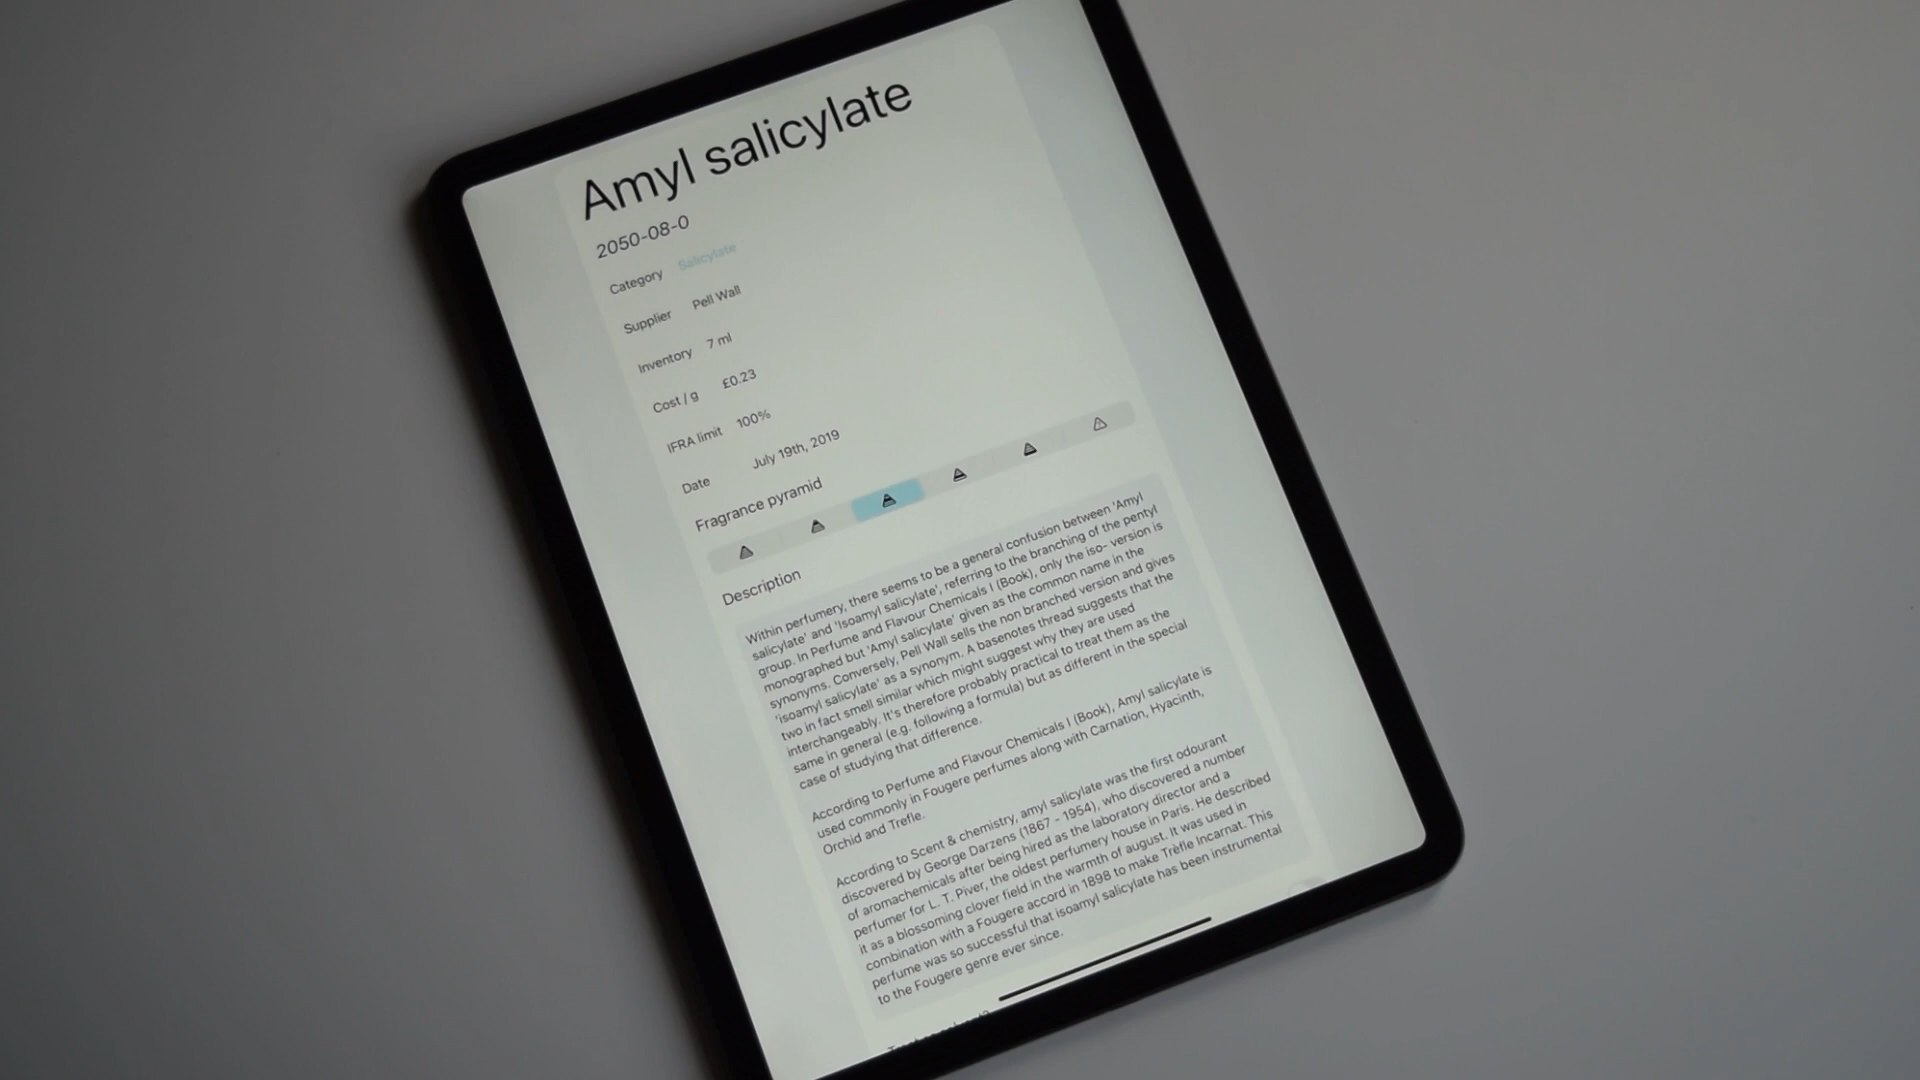 Amyl salicylate
2050-08-0
Category Salicylate
Supplier Pell Wall
Inventory 7 ml
Cost / g £0.23
IFRA limit 100%
Date July 19th, 2019
Fragrance pyramid
Description
Within perfumery, there seems to be a general confusion between 'Amyl
salicylate' and 'Isoamyl salicylate', referring to the branching of the pentyl
group. In Perfume and Flavour Chemicals I (Book), only the iso- version is
monographed but 'Amyl salicylate' given as the common name in the
synonyms. Conversely, Pell Wall sells the non branched version and gives
'isoamyl salicylate' as a synonym. A basenotes thread suggests that the
two in fact smell similar which might suggest why they are used
interchangeably. It's therefore probably practical to treat them as the
same in general (e.g. following a formula) but as different in the special
case of studying that difference.
According to Perfume and Flavour Chemicals I (Book), Amyl salicylate is
used commonly in Fougere perfumes along with Carnation, Hyacinth,
Orchid and Trefle.
According to Scent & chemistry, amyl salicylate was the first odourant
discovered by George Darzens (1867 - 1954), who discovered a number
of aromachemicals after being hired as the laboratory director and a
perfumer for L. T. Piver, the oldest perfumery house in Paris. He described
it as a blossoming clover field in the warmth of august. It was used in
combination with a Fougere accord in 1898 to make Trèfle Incarnat. This
perfume was so successful that isoamyl salicylate has been instrumental
to the Fougere genre ever since.